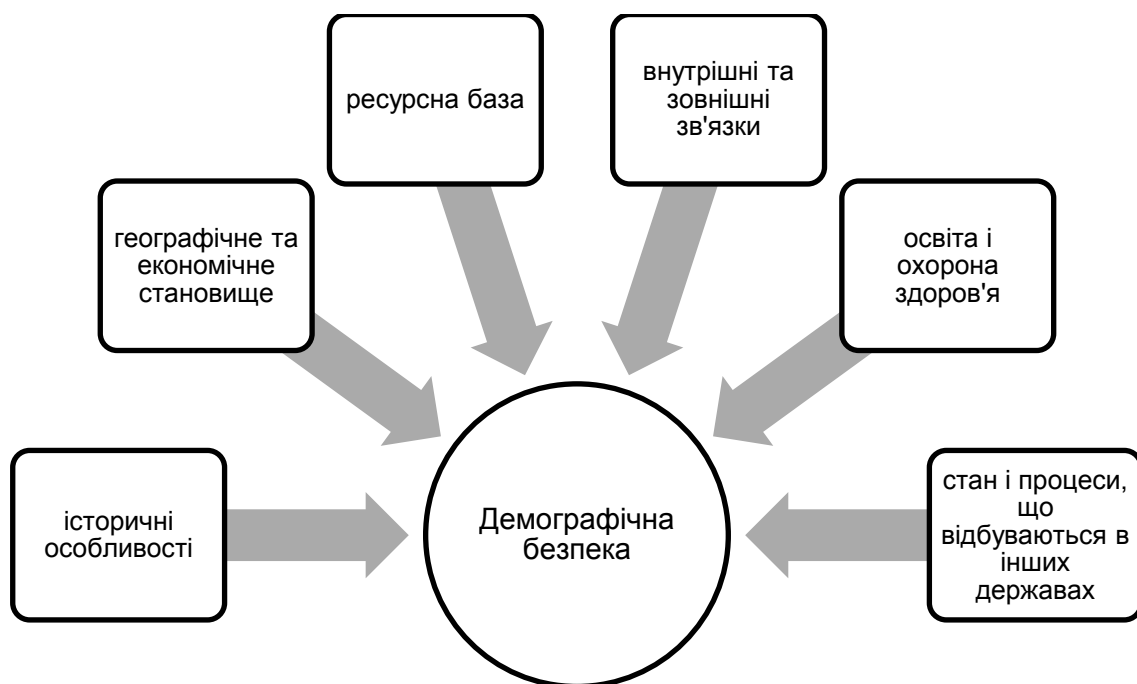 ресурсна база
внутрішні та
зовнішні
зв'язки
географічне та
економічне
становище
освіта і
охорона
здоров'я
історичні
особливості
Демографічна
безпека
стан і процеси,
що
відбуваються в
інших
державах